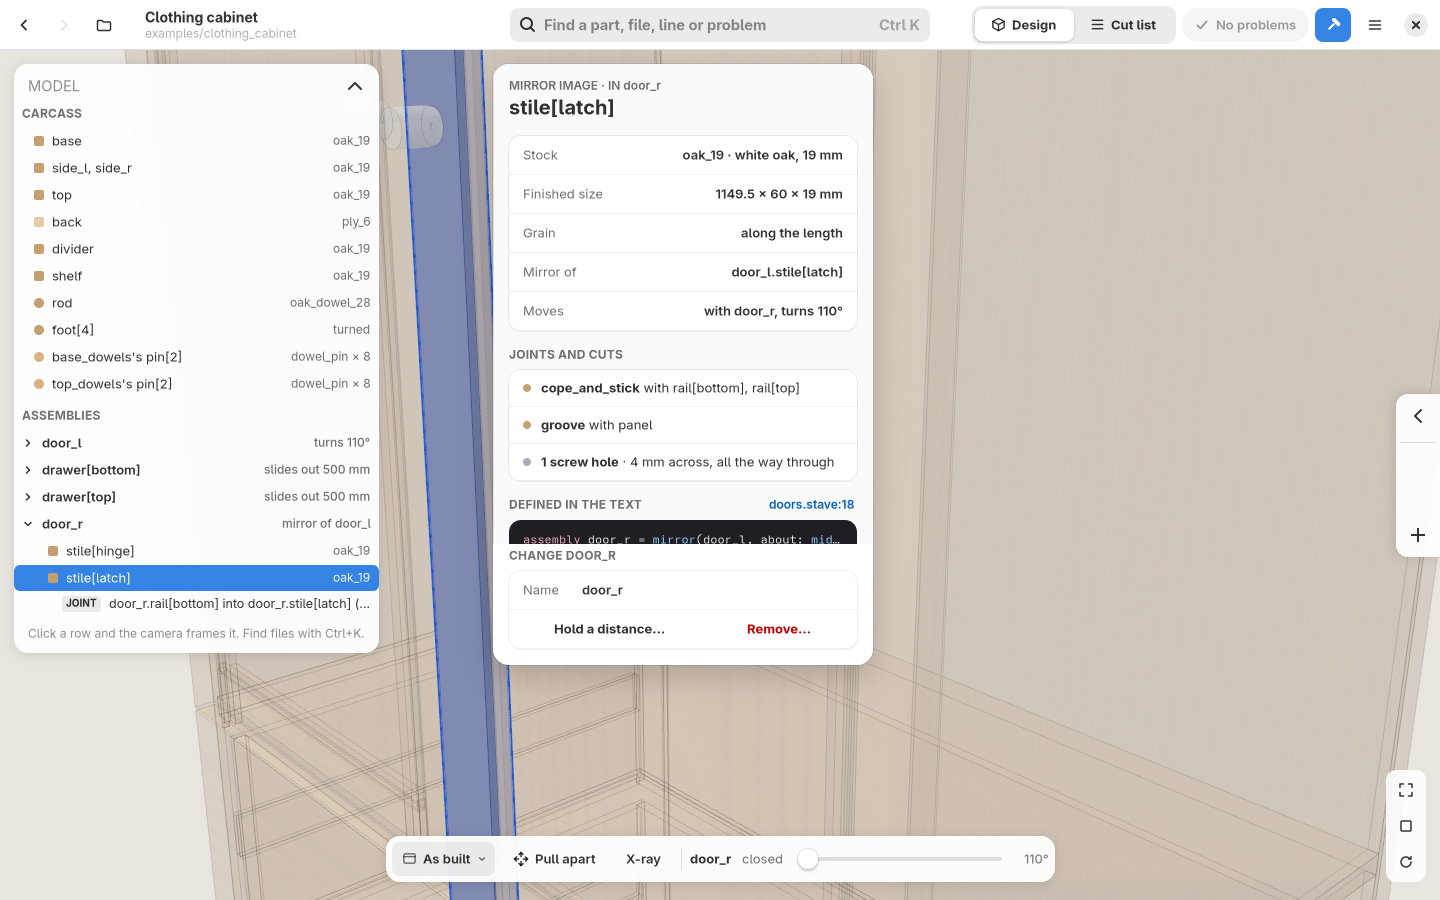 Clothing cabinet
examples/clothing_cabinet
Find a part, file, line or problem
Ctrl K
Design
Cut list
No problems
MODEL
CARCASS
base oak_19
side_l, side_r oak_19
top oak_19
back ply_6
divider oak_19
shelf oak_19
rod oak_dowel_28
foot[4] turned
base_dowels's pin[2] dowel_pin × 8
top_dowels's pin[2] dowel_pin × 8
ASSEMBLIES
door_l turns 110°
drawer[bottom] slides out 500 mm
drawer[top] slides out 500 mm
door_r mirror of door_l
stile[hinge] oak_19
stile[latch] oak_19
JOINT door_r.rail[bottom] into door_r.stile[latch] (...
Click a row and the camera frames it. Find files with Ctrl+K.
MIRROR IMAGE · IN door_r
stile[latch]
Stock oak_19 · white oak, 19 mm
Finished size 1149.5 × 60 × 19 mm
Grain along the length
Mirror of door_l.stile[latch]
Moves with door_r, turns 110°
JOINTS AND CUTS
cope_and_stick with rail[bottom], rail[top]
groove with panel
1 screw hole · 4 mm across, all the way through
DEFINED IN THE TEXT doors.stave:18
assembly door_r = mirror(door_l, about: mid…
CHANGE DOOR_R
Name door_r
Hold a distance... Remove...
As built
Pull apart
X-ray
door_r closed 110°